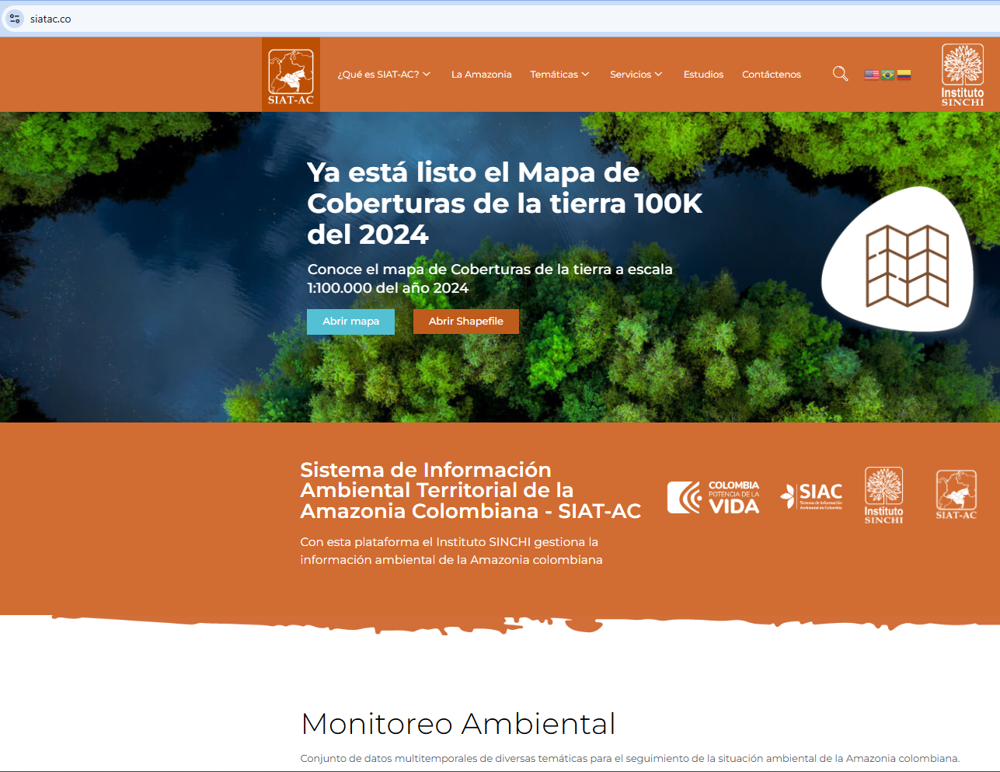 siatac.co
SIAT-AC
¿Qué es SIAT-AC?
La Amazonia
Temáticas
Servicios
Estudios
Contáctenos
Instituto
SINCHI
Ya está listo el Mapa de
Coberturas de la tierra 100K
del 2024
Conoce el mapa de Coberturas de la tierra a escala
1:100.000 del año 2024
Abrir mapa
Abrir Shapefile
Sistema de Información
Ambiental Territorial de la
Amazonia Colombiana - SIAT-AC
Con esta plataforma el Instituto SINCHI gestiona la
información ambiental de la Amazonia colombiana
COLOMBIA
POTENCIA DE LA
VIDA
SIAC
Sistema de Información
Ambiental de Colombia
Instituto
SINCHI
SIAT-AC
Monitoreo Ambiental
Conjunto de datos multitemporales de diversas temáticas para el seguimiento de la situación ambiental de la Amazonia colombiana.